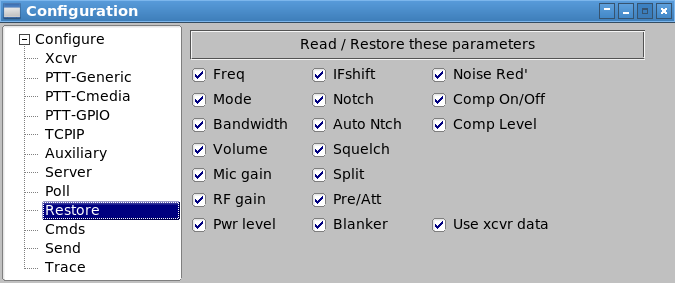 Configuration
Configure
Xcvr
PTT-Generic
PTT-Cmedia
PTT-GPIO
TCPIP
Auxiliary
Server
Poll
Restore
Cmds
Send
Trace
Read / Restore these parameters
Freq IFshift Noise Red'
Mode Notch Comp On/Off
Bandwidth Auto Ntch Comp Level
Volume Squelch
Mic gain Split
RF gain Pre/Att
Pwr level Blanker Use xcvr data